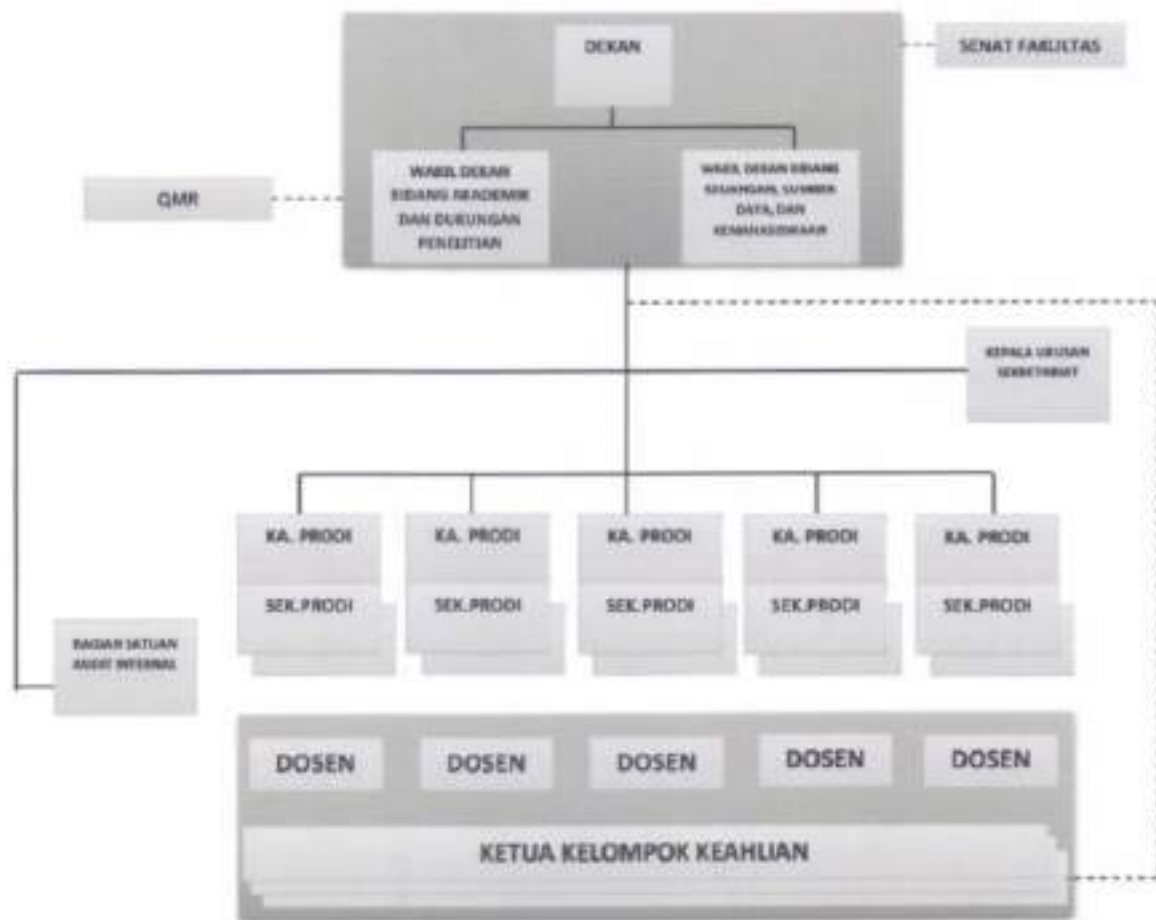 DEKAN
SENAT FAKULTAS
WAKIL DEKAN
BIDANG AKADEMIK
DAN DUKUNGAN
PENELITIAN
WAKIL DEKAN BIDANG
KEUANGAN, SUMBER
DAYA, DAN
KEMAHASISWAAN
QMR
KEPALA URUSAN
SEKRETARIAT
KA. PRODI
KA. PRODI
KA. PRODI
KA. PRODI
KA. PRODI
SEK.PRODI
SEK.PRODI
SEK.PRODI
SEK.PRODI
SEK.PRODI
BAGIAN SATUAN
AUDIT INTERNAL
DOSEN
DOSEN
DOSEN
DOSEN
DOSEN
KETUA KELOMPOK KEAHLIAN